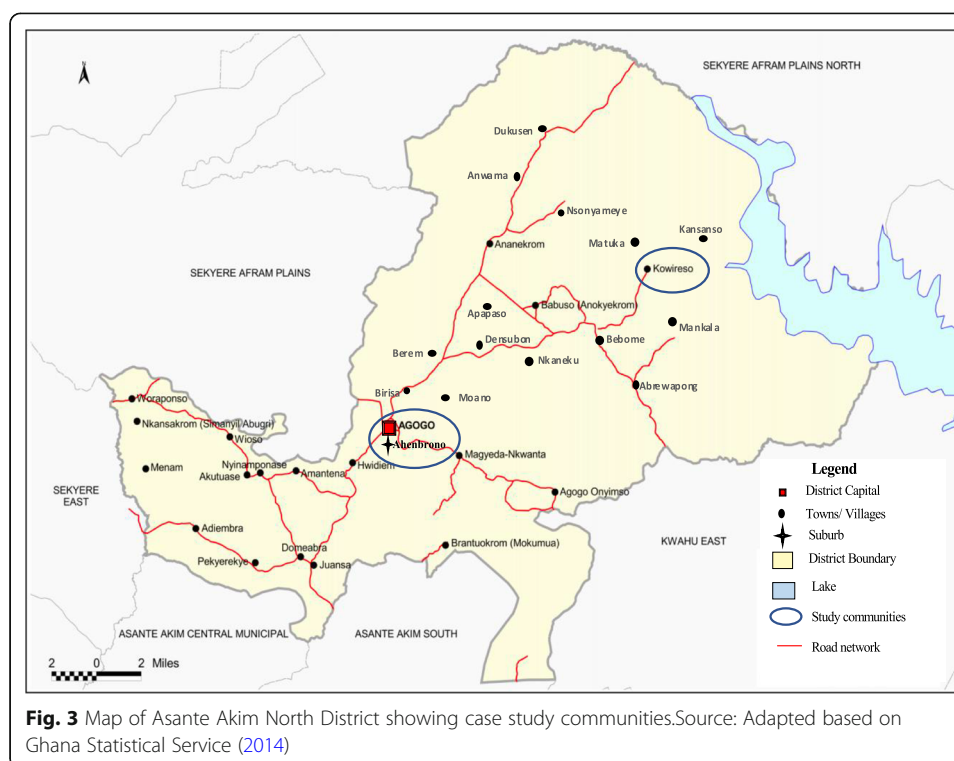 N
SEKYERE AFRAM PLAINS NORTH
Dukusen
Anwama
Nsonyameye
Kansanso
Matuka
Ananekrom
SEKYERE AFRAM PLAINS
Kowireso
Babuso (Anokyekrom)
Apapaso
Mankala
Densubon
Bebome
Berem
Nkaneku
Abrewapong
Birisa
Moano
Woraponso
Nkansakrom (Simanyil Abugri)
AGOGO
Wioso
Ahenbrono
Magyeda-Nkwanta
Menam
Nyinamponase
Hwidiem
Akutuase
Amantena
SEKYERE
EAST
Agogo Onyimso
Adiembra
KWAHU EAST
Brantuokrom (Mokumua)
Domeabra
Pekyerekye
Juansa
ASANTE AKIM CENTRAL MUNICIPAL
ASANTE AKIM SOUTH
2 0 2 Miles
Legend
District Capital
Towns/ Villages
Suburb
District Boundary
Lake
Study communities
Road network
Fig. 3 Map of Asante Akim North District showing case study communities.Source: Adapted based on
Ghana Statistical Service (2014)